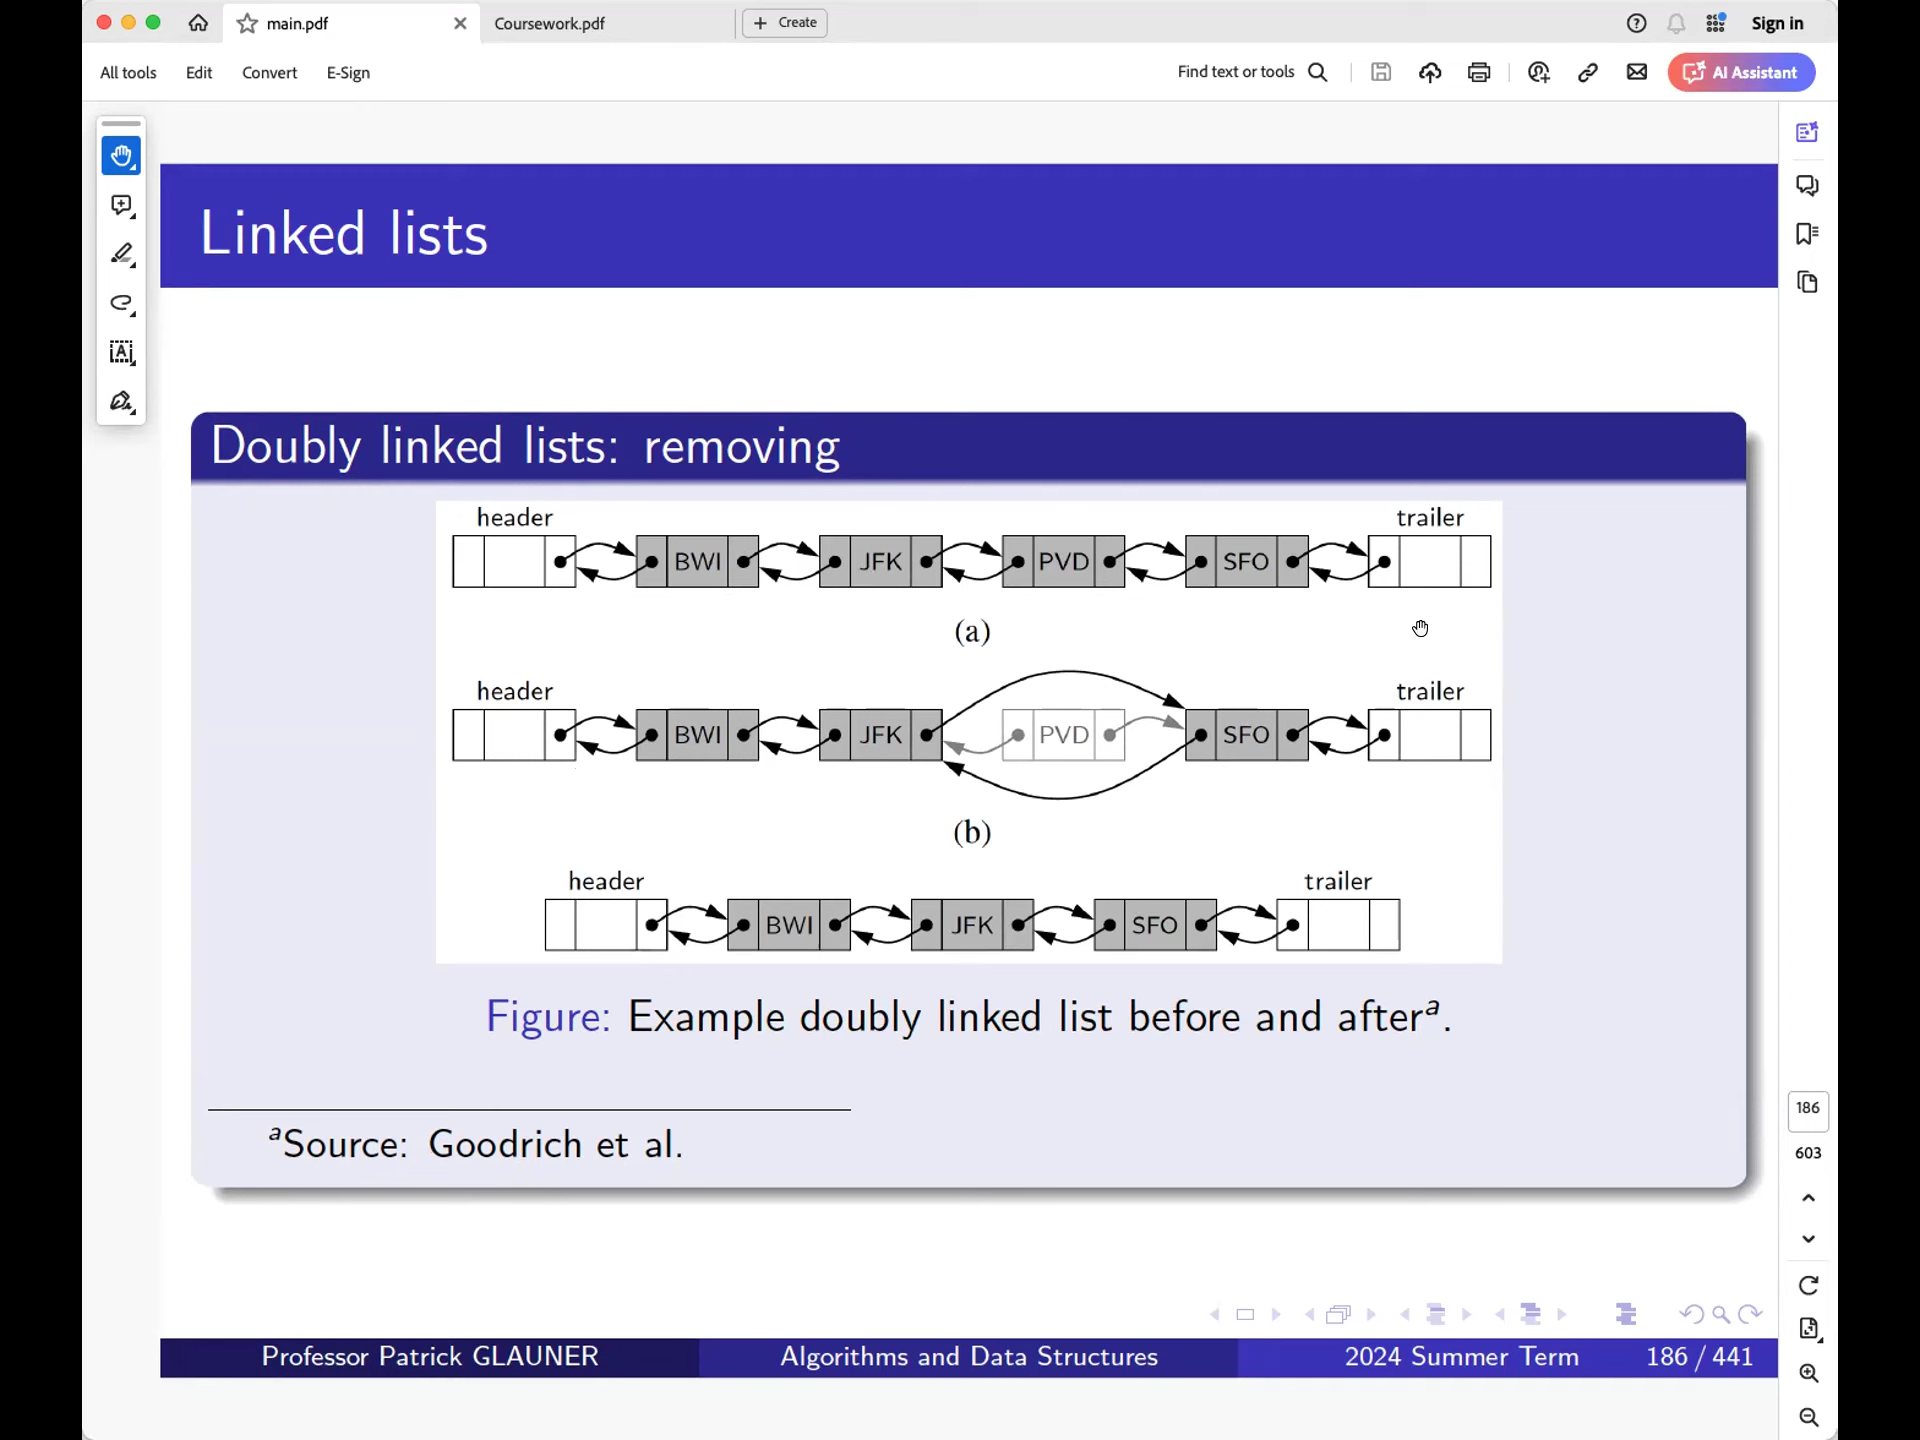 main.pdf
Coursework.pdf
Create
Sign in
All tools
Edit
Convert
E-Sign
Find text or tools
AI Assistant
Linked lists
Doubly linked lists: removing
header
trailer
BWI
JFK
PVD
SFO
(a)
header
trailer
BWI
JFK
PVD
SFO
(b)
header
trailer
BWI
JFK
SFO
Figure: Example doubly linked list before and afterᵃ.
ᵃSource: Goodrich et al.
186
603
Professor Patrick GLAUNER
Algorithms and Data Structures
2024 Summer Term
186 / 441